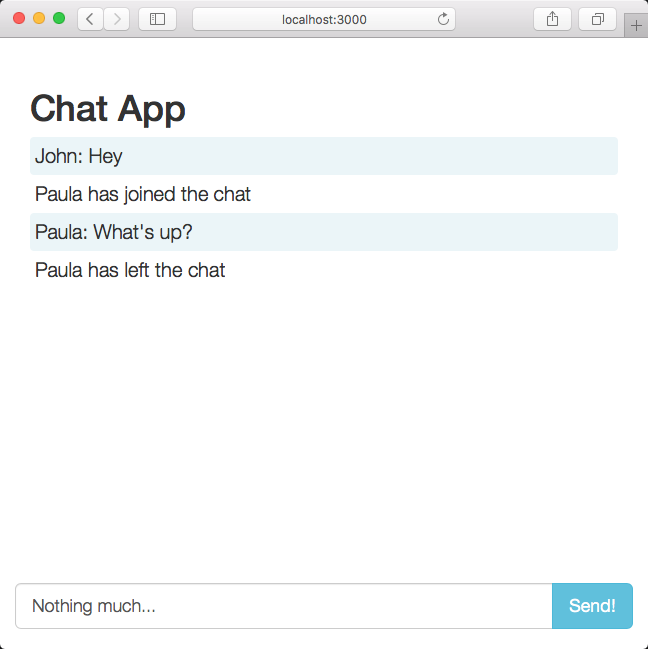 localhost:3000
Chat App
John: Hey
Paula has joined the chat
Paula: What's up?
Paula has left the chat
Nothing much...
Send!